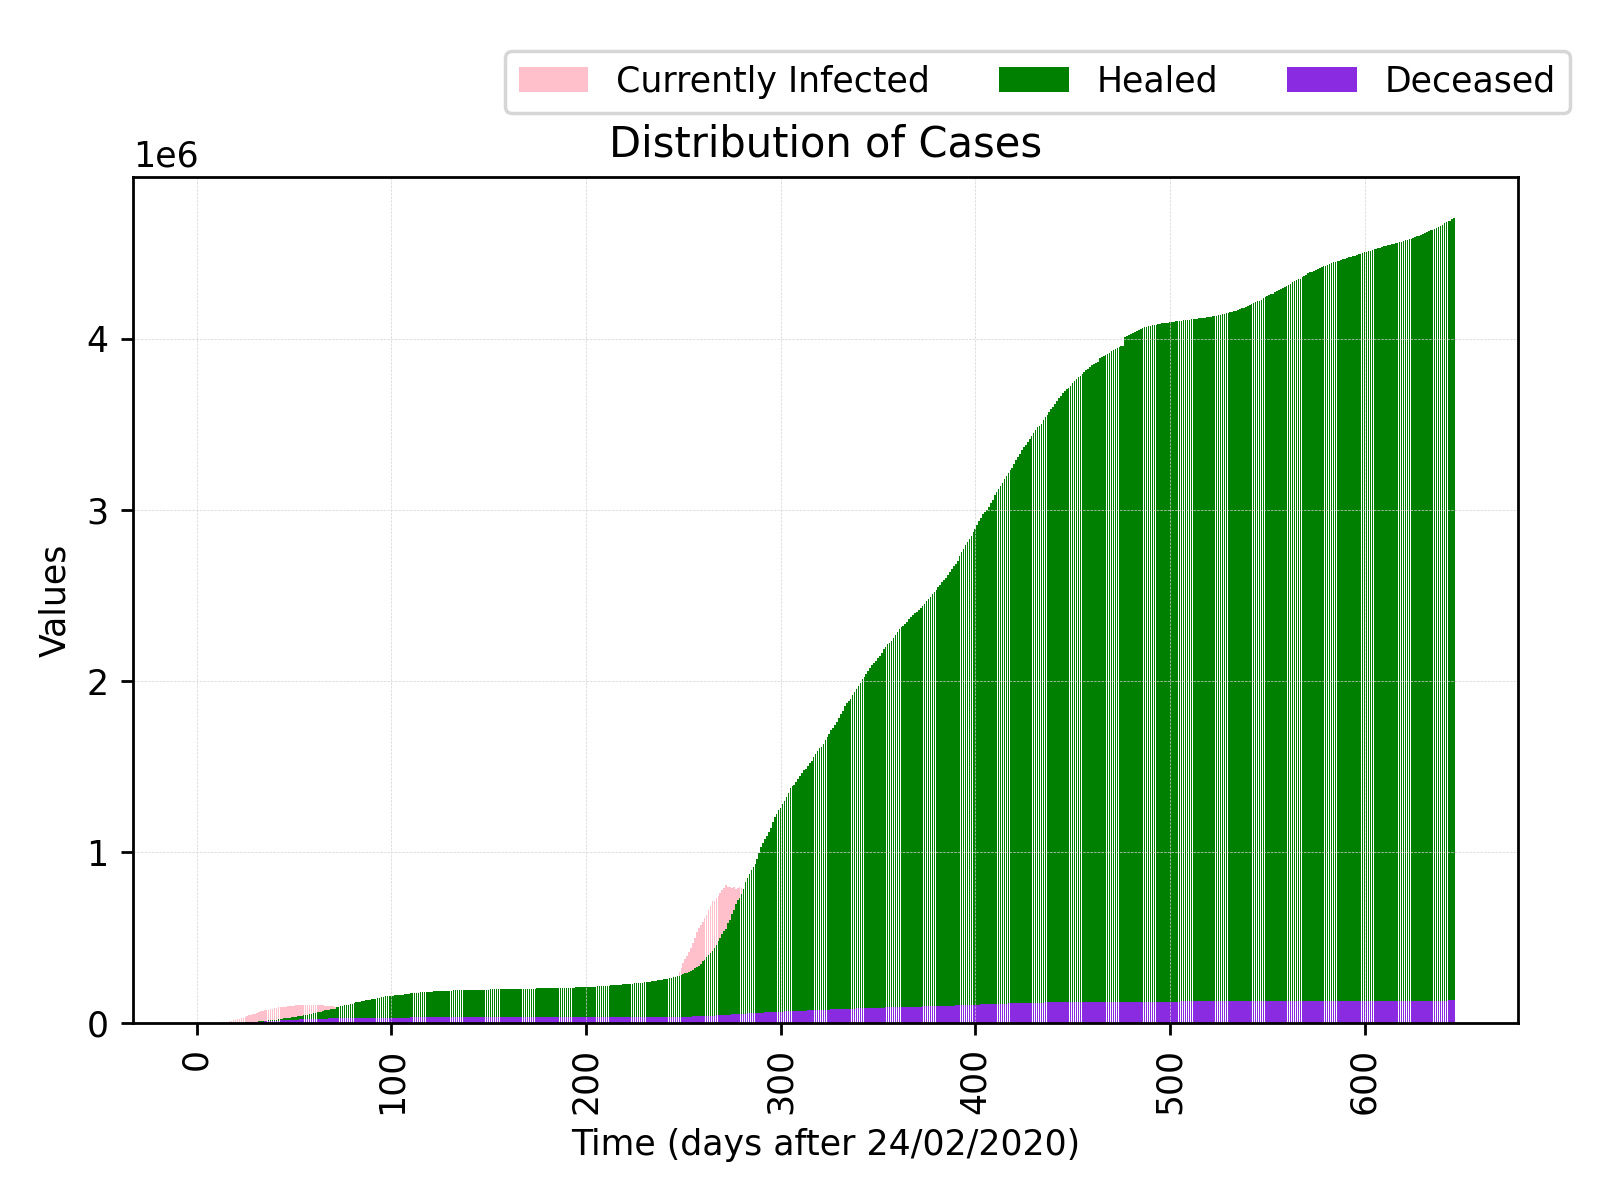 Currently Infected Healed Deceased
Distribution of Cases
1e6
4
3
2
1
0
Values
0 100 200 300 400 500 600
Time (days after 24/02/2020)